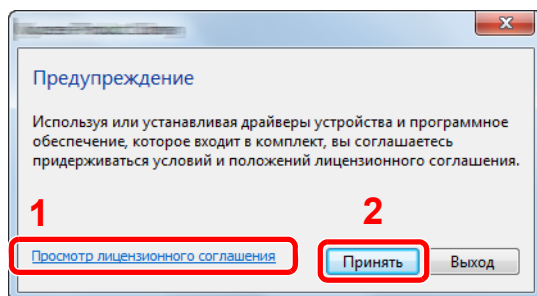 Предупреждение
Используя или устанавливая драйверы устройства и программное
обеспечение, которое входит в комплект, вы соглашаетесь
придерживаться условий и положений лицензионного соглашения.
1
2
Просмотр лицензионного соглашения
Принять
Выход